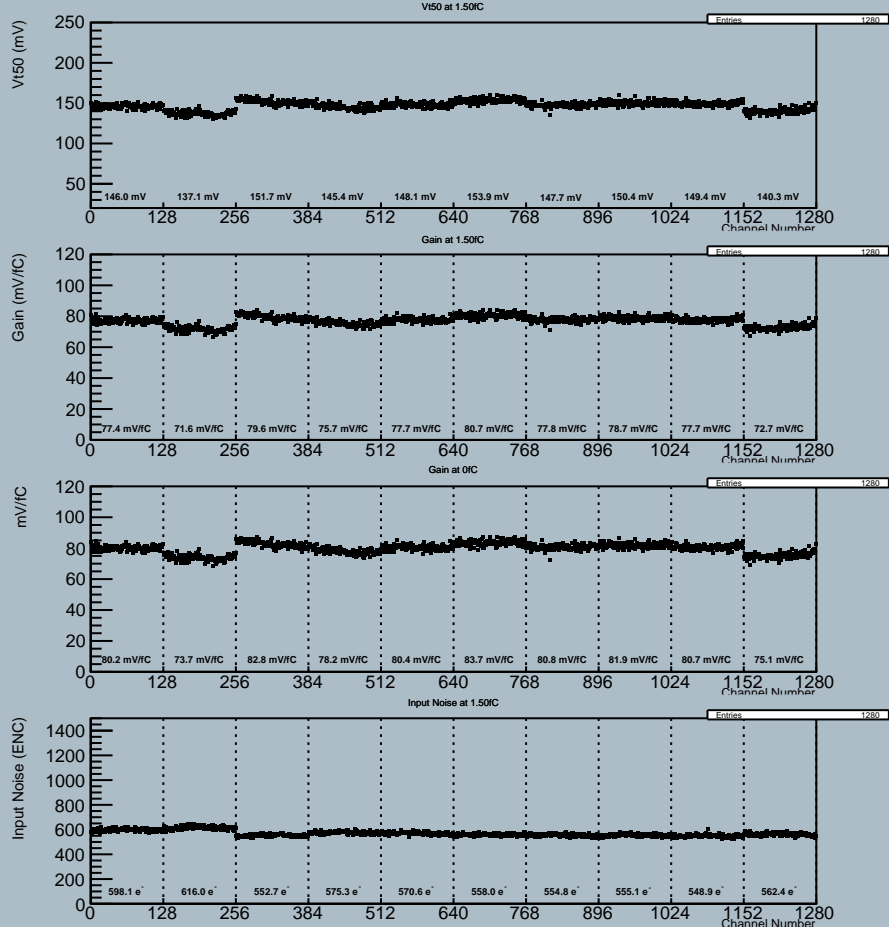 Vt50 at 1.50fC
Entries 1280
Vt50 (mV)
250
200
150
100
50
146.0 mV 137.1 mV 151.7 mV 145.4 mV 148.1 mV 153.9 mV 147.7 mV 150.4 mV 149.4 mV 140.3 mV
0 128 256 384 512 640 768 896 1024 1152 1280
Channel Number
Gain at 1.50fC
Entries 1280
Gain (mV/fC)
120
100
80
60
40
20
77.4 mV/fC 71.6 mV/fC 79.6 mV/fC 75.7 mV/fC 77.7 mV/fC 80.7 mV/fC 77.8 mV/fC 78.7 mV/fC 77.7 mV/fC 72.7 mV/fC
0
0 128 256 384 512 640 768 896 1024 1152 1280
Channel Number
Gain at 0fC
Entries 1280
mV/fC
120
100
80
60
40
20
80.2 mV/fC 73.7 mV/fC 82.8 mV/fC 78.2 mV/fC 80.4 mV/fC 83.7 mV/fC 80.8 mV/fC 81.9 mV/fC 80.7 mV/fC 75.1 mV/fC
0
0 128 256 384 512 640 768 896 1024 1152 1280
Channel Number
Input Noise at 1.50fC
Entries 1280
Input Noise (ENC)
1400
1200
1000
800
600
400
200
598.1 e⁻ 616.0 e⁻ 552.7 e⁻ 575.3 e⁻ 570.6 e⁻ 558.0 e⁻ 554.8 e⁻ 555.1 e⁻ 548.9 e⁻ 562.4 e⁻
0
0 128 256 384 512 640 768 896 1024 1152 1280
Channel Number